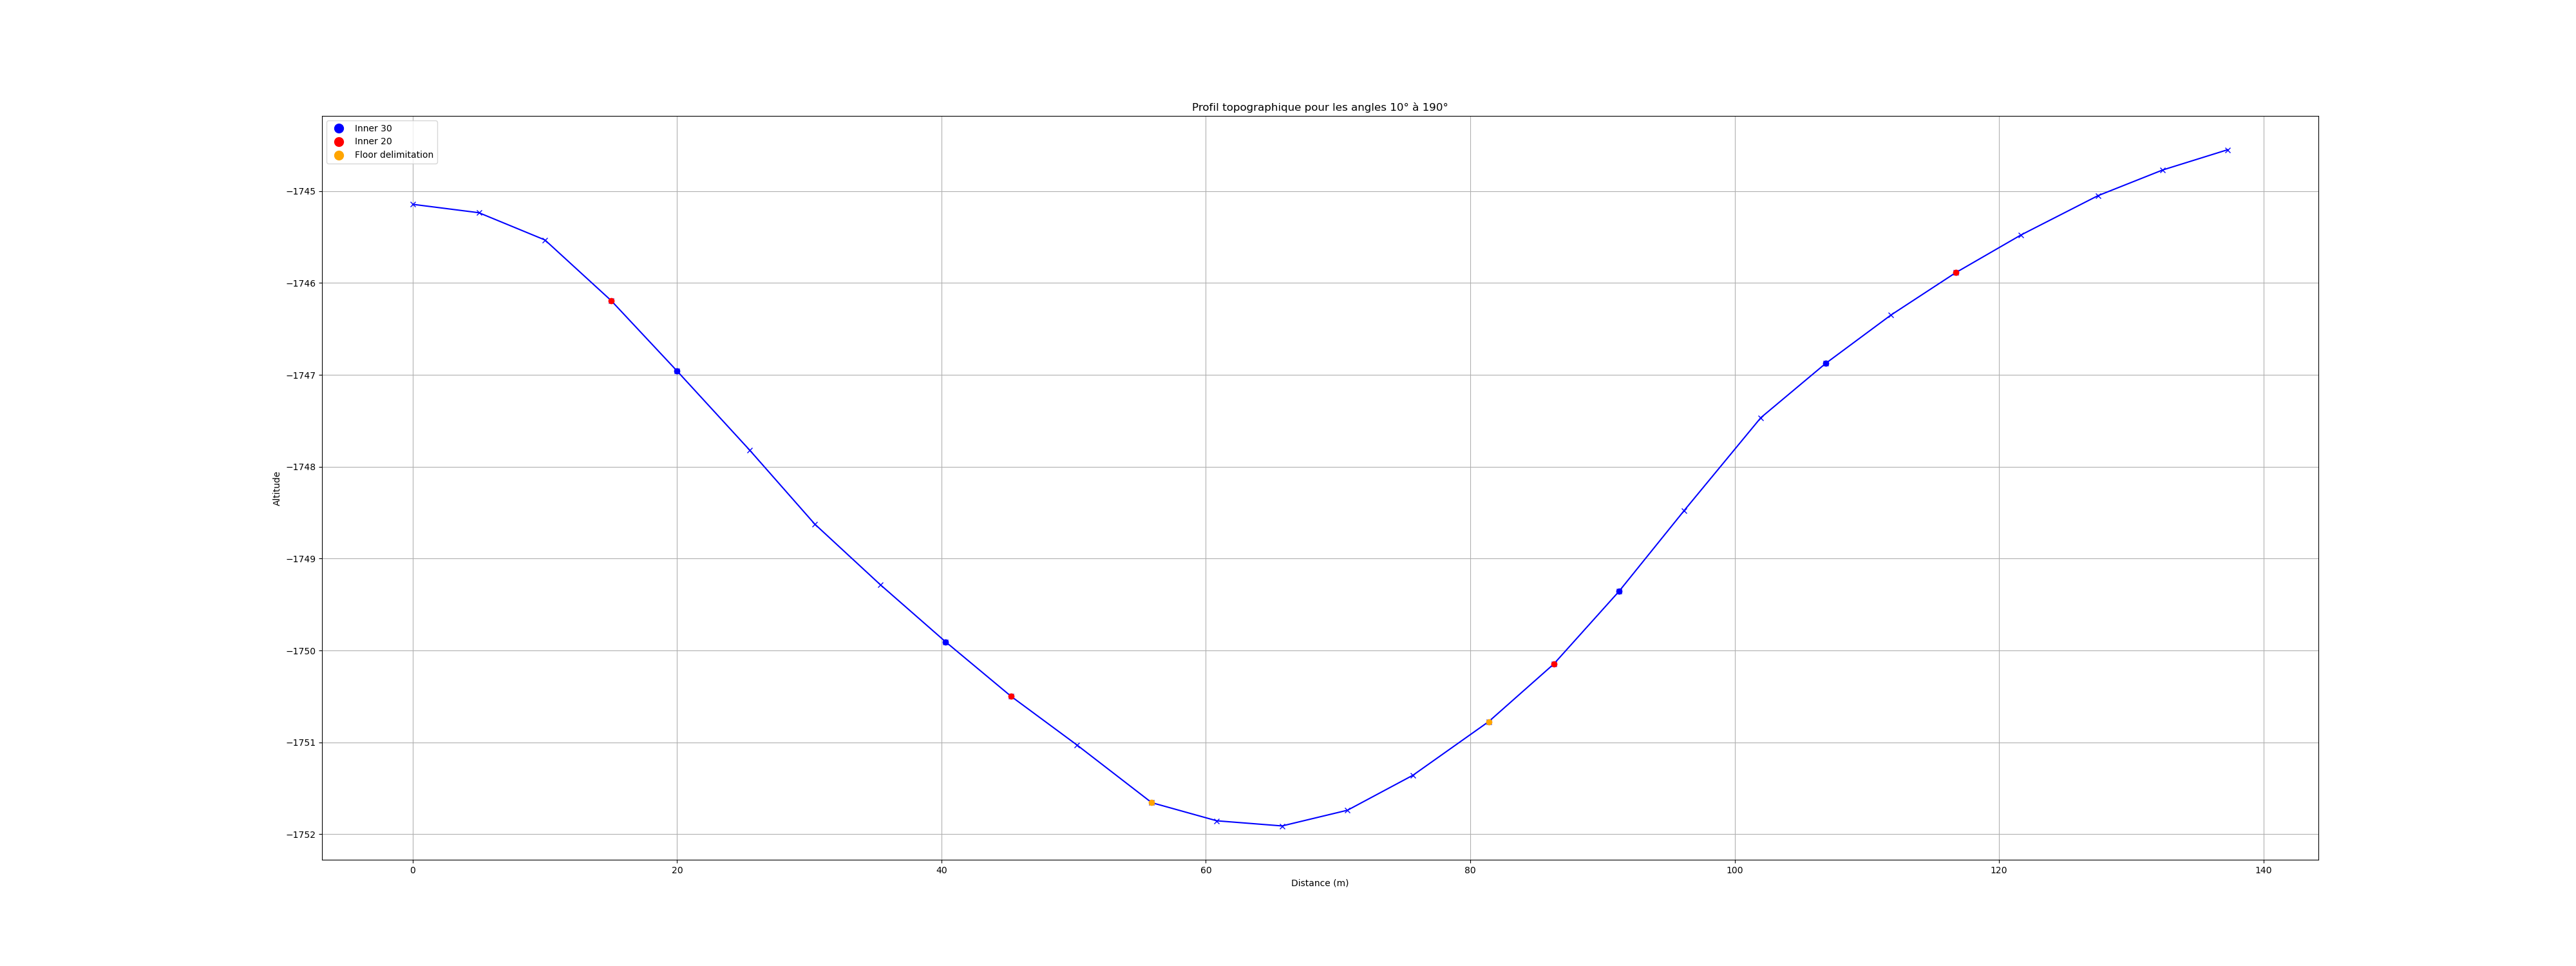 Profil topographique pour les angles 10° à 190°
Inner 30
Inner 20
Floor delimitation
Altitude
−1745
−1746
−1747
−1748
−1749
−1750
−1751
−1752
0 20 40 60 80 100 120 140
Distance (m)